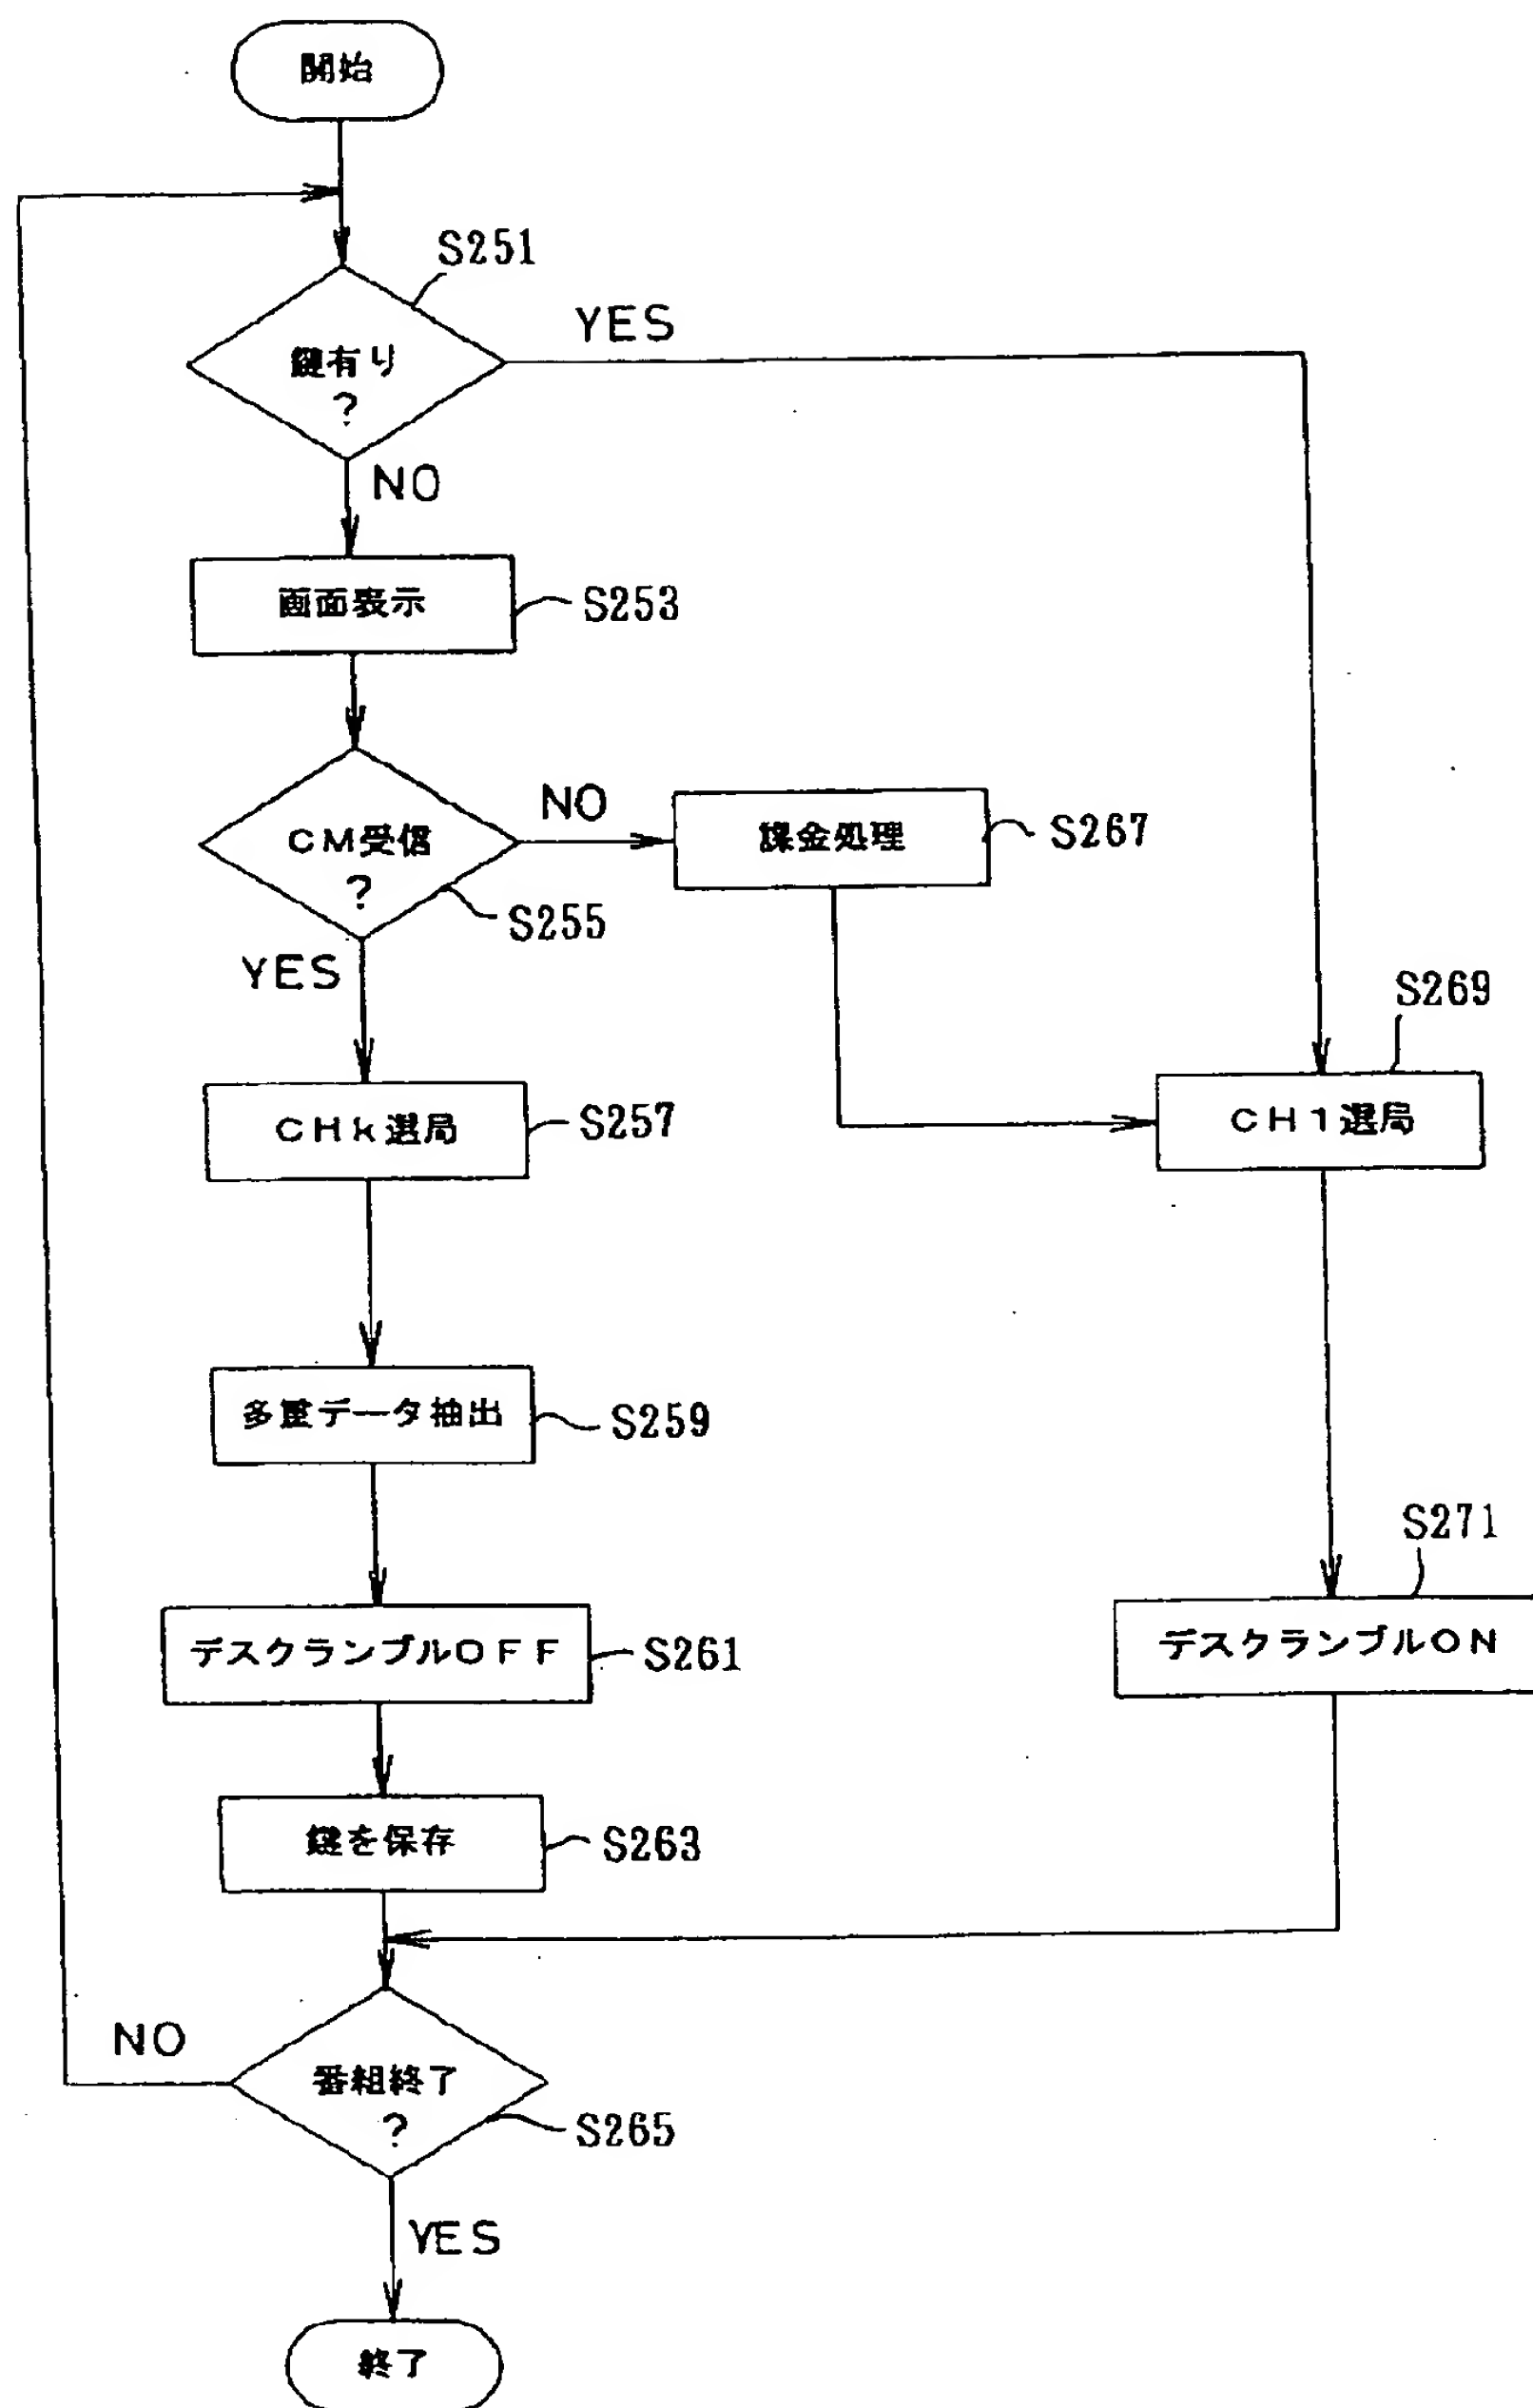 開始
S251
YES
鍵有り
?
NO
画面表示
S253
NO
CM受信
?
課金処理
S267
S255
YES
S269
CHk選局
S257
CH1選局
多重データ抽出
S259
S271
デスクランブルOFF
S261
デスクランブルON
鍵を保存
S263
NO
番組終了
?
S265
YES
終了